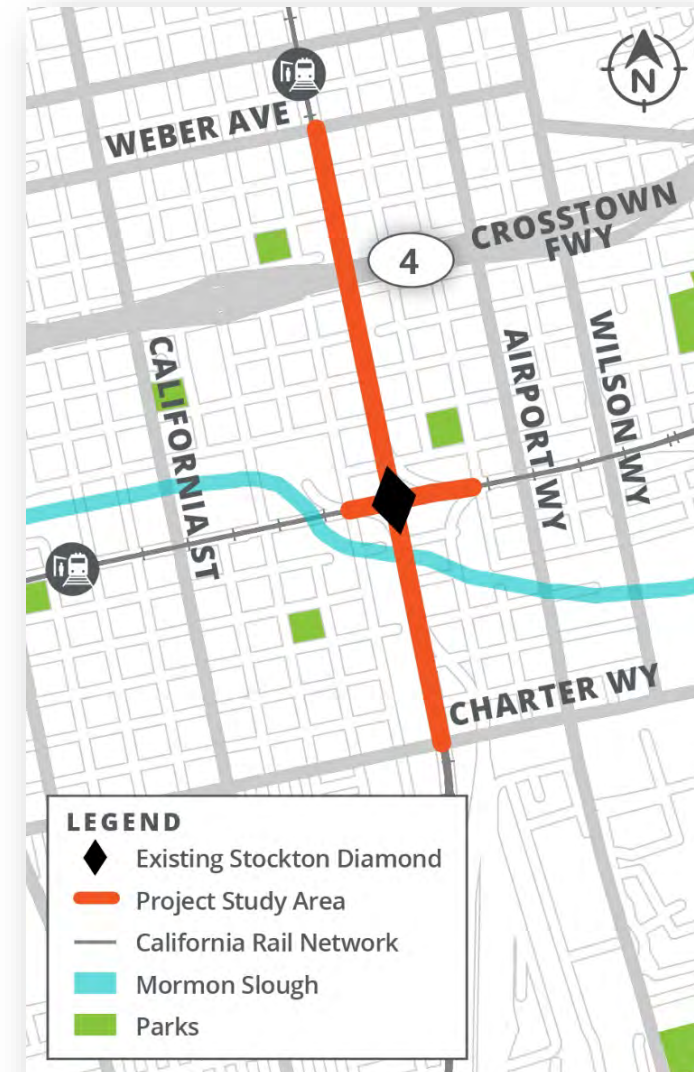 N
WEBER AVE
CROSSTOWN
FWY
4
CALIFORNIA ST
AIRPORT WY
WILSON WY
CHARTER WY
LEGEND
Existing Stockton Diamond
Project Study Area
California Rail Network
Mormon Slough
Parks